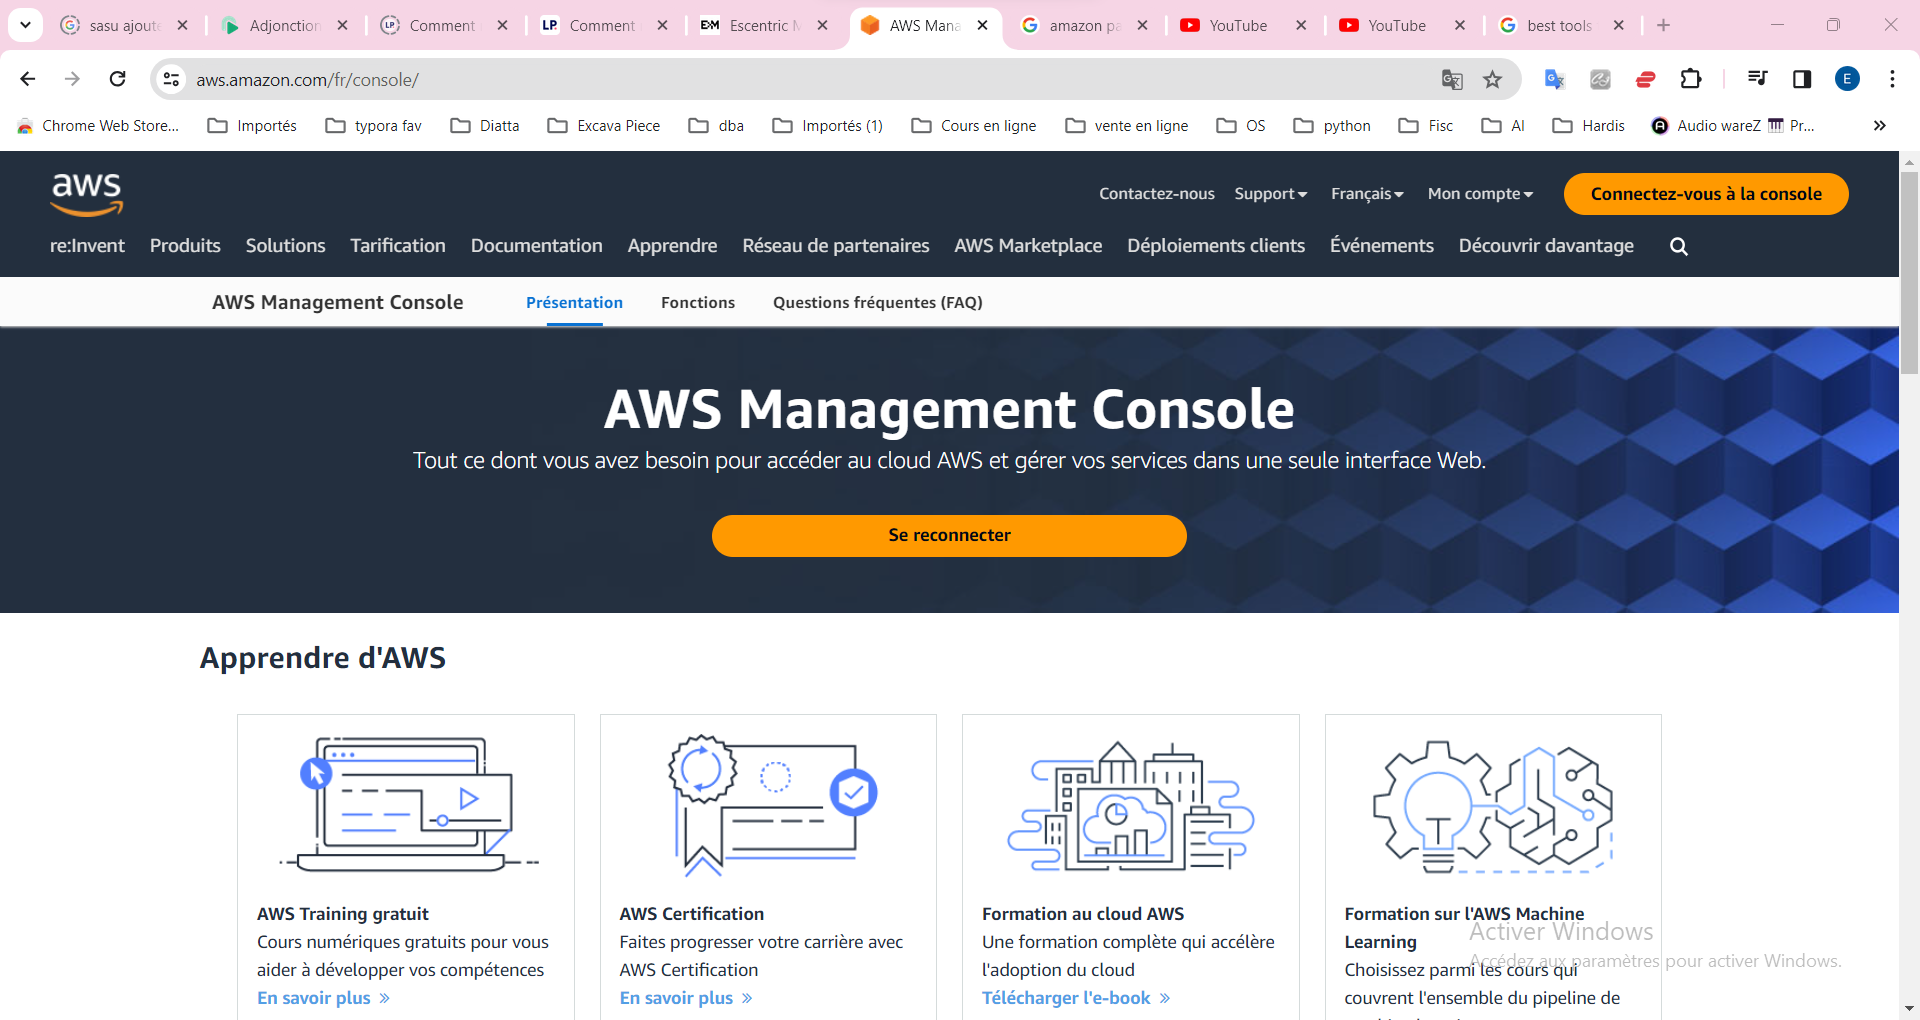 sasu ajoute
Adjonction
Comment
LP Comment
EXM Escentric M
AWS Mana
amazon pa
YouTube
YouTube
best tools
aws.amazon.com/fr/console/
E
Chrome Web Store...
Importés
typora fav
Diatta
Excava Piece
dba
Importés (1)
Cours en ligne
vente en ligne
OS
python
Fisc
AI
Hardis
Audio wareZ
Pr...
aws
Contactez-nous
Support
Français
Mon compte
Connectez-vous à la console
re:Invent
Produits
Solutions
Tarification
Documentation
Apprendre
Réseau de partenaires
AWS Marketplace
Déploiements clients
Événements
Découvrir davantage
AWS Management Console
Présentation
Fonctions
Questions fréquentes (FAQ)
AWS Management Console
Tout ce dont vous avez besoin pour accéder au cloud AWS et gérer vos services dans une seule interface Web.
Se reconnecter
Apprendre d'AWS
AWS Training gratuit
Cours numériques gratuits pour vous
aider à développer vos compétences
En savoir plus »
AWS Certification
Faites progresser votre carrière avec
AWS Certification
En savoir plus »
Formation au cloud AWS
Une formation complète qui accélère
l'adoption du cloud
Télécharger l'e-book »
Formation sur l'AWS Machine
Learning
Choisissez parmi les cours qui
couvrent l'ensemble du pipeline de
Activer Windows
Accédez aux paramètres pour activer Windows.